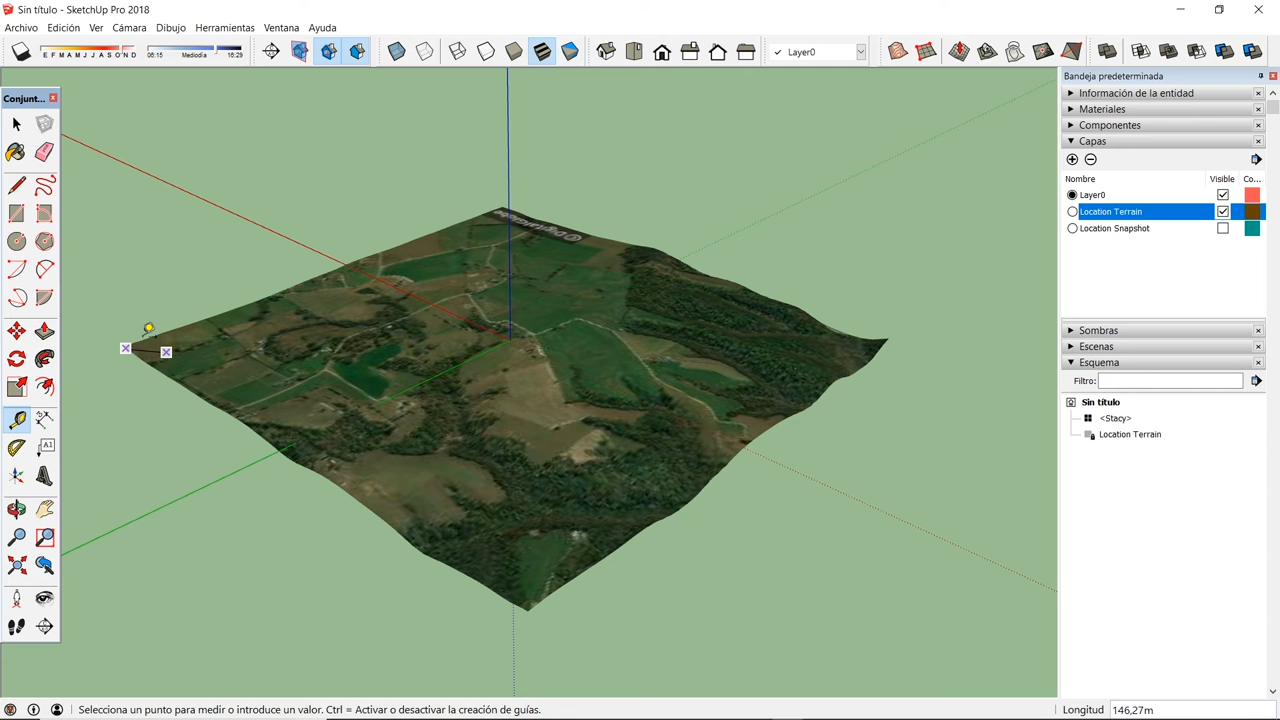 Sin título - SketchUp Pro 2018
Archivo Edición Ver Cámara Dibujo Herramientas Ventana Ayuda
E F M A M J J A S O N D
06:15 Mediodía 16:29
Layer0
Bandeja predeterminada
Conjunt...
Información de la entidad
Materiales
Componentes
Capas
Nombre Visible Co...
Layer0
Location Terrain
Location Snapshot
Sombras
Escenas
Esquema
Filtro:
Sin título
<Stacy>
Location Terrain
A1
© DigitalGlobe
Selecciona un punto para medir o introduce un valor. Ctrl = Activar o desactivar la creación de guías.
Longitud 146,27m